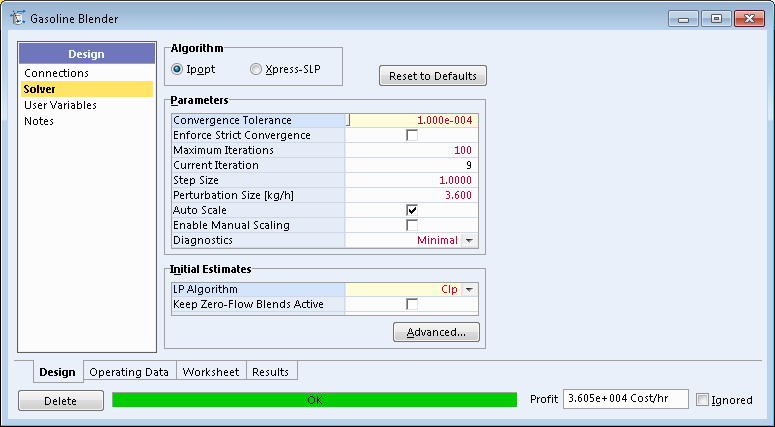 Gasoline Blender
Design
Connections
Solver
User Variables
Notes
Algorithm
Ipopt
Xpress-SLP
Reset to Defaults
Parameters
Convergence Tolerance 1.000e-004
Enforce Strict Convergence
Maximum Iterations 100
Current Iteration 9
Step Size 1.0000
Perturbation Size [kg/h] 3.600
Auto Scale
Enable Manual Scaling
Diagnostics Minimal
Initial Estimates
LP Algorithm Clp
Keep Zero-Flow Blends Active
Advanced...
Design Operating Data Worksheet Results
Delete OK Profit 3.605e+004 Cost/hr Ignored